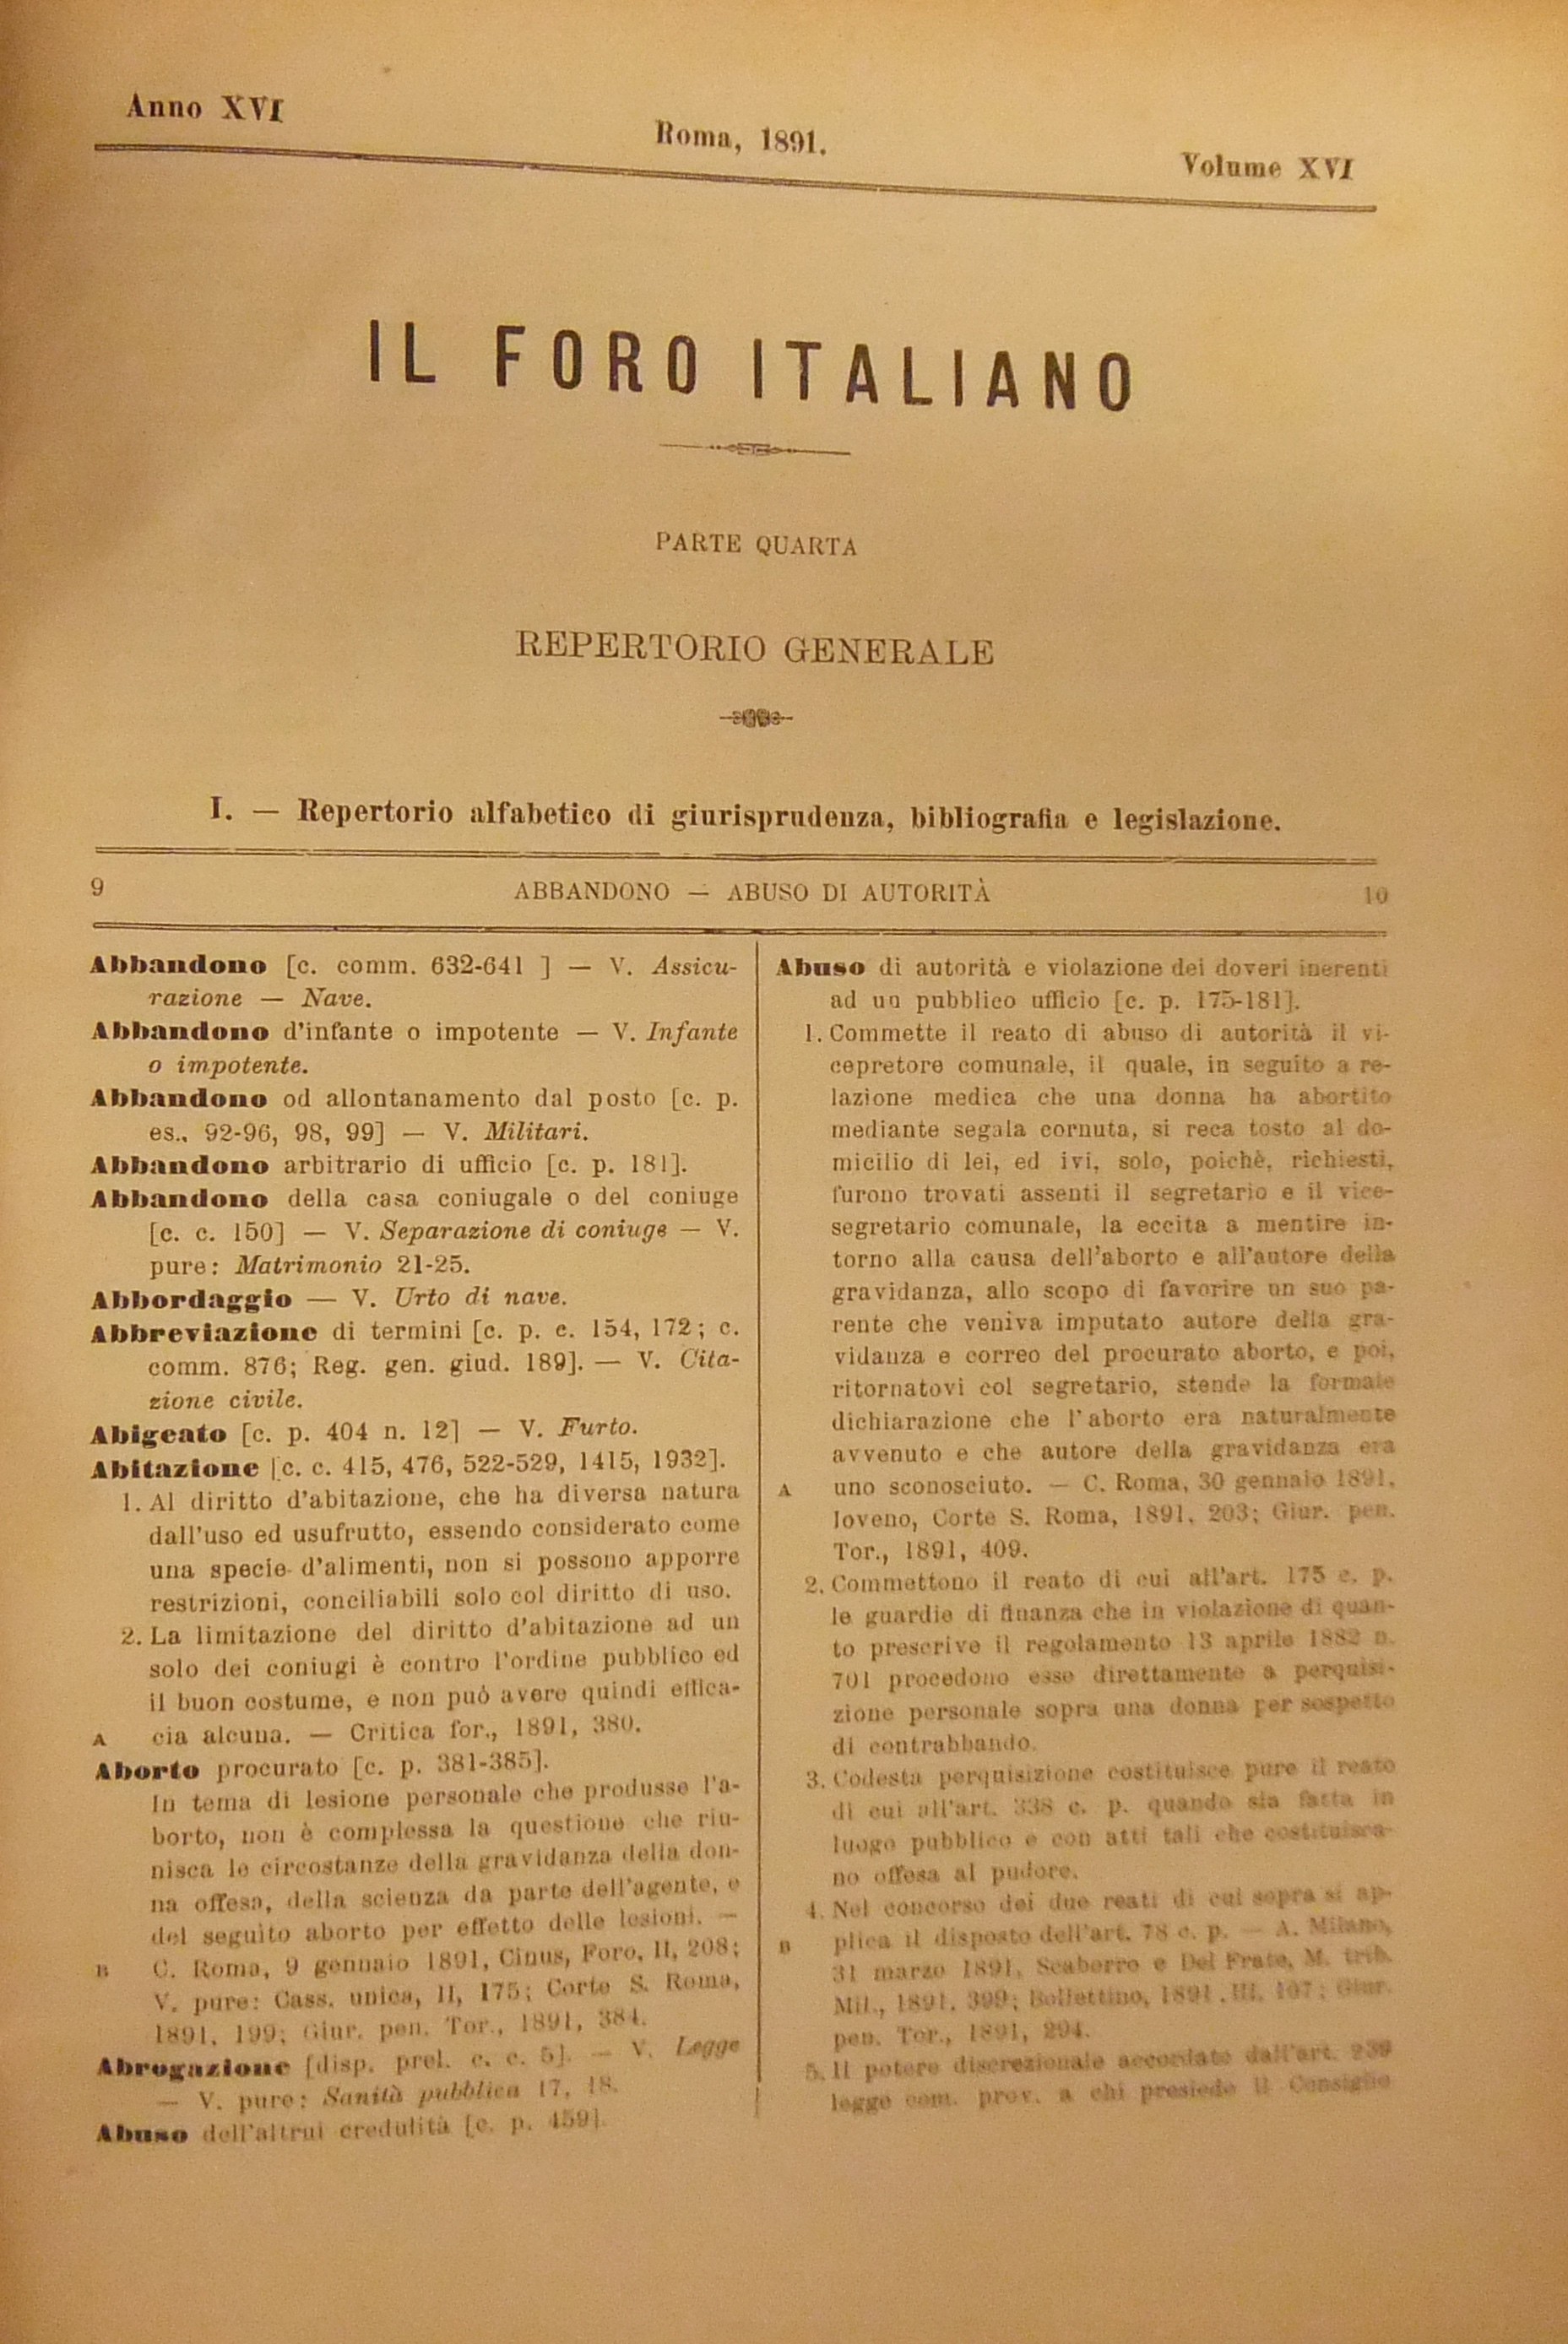 Anno XVI
Roma, 1891.
Volume XVI
IL FORO ITALIANO
PARTE QUARTA
REPERTORIO GENERALE
I. — Repertorio alfabetico di giurisprudenza, bibliografia e legislazione.
9
ABBANDONO — ABUSO DI AUTORITÀ
10
Abbandono [c. comm. 632-641 ] — V. Assicu-
razione — Nave.
Abbandono d'infante o impotente — V. Infante
o impotente.
Abbandono od allontanamento dal posto [c. p.
es., 92-96, 98, 99] — V. Militari.
Abbandono arbitrario di ufficio [c. p. 181].
Abbandono della casa coniugale o del coniuge
[c. c. 150] — V. Separazione di coniuge — V.
pure: Matrimonio 21-25.
Abbordaggio — V. Urto di nave.
Abbreviazione di termini [c. p. c. 154, 172; c.
comm. 876; Reg. gen. giud. 189]. — V. Cita-
zione civile.
Abigeato [c. p. 404 n. 12] — V. Furto.
Abitazione [c. c. 415, 476, 522-529, 1415, 1932].
1. Al diritto d'abitazione, che ha diversa natura
dall'uso ed usufrutto, essendo considerato come
una specie d'alimenti, non si possono apporre
restrizioni, conciliabili solo col diritto di uso.
2. La limitazione del diritto d'abitazione ad un
solo dei coniugi è contro l'ordine pubblico ed
il buon costume, e non può avere quindi effica-
A cia alcuna. — Critica for., 1891, 380.
Aborto procurato [c. p. 381-385].
In tema di lesione personale che produsse l'a-
borto, non è complessa la questione che riu-
nisca le circostanze della gravidanza della don-
na offesa, della scienza da parte dell'agente, e
del seguito aborto per effetto delle lesioni. —
B C. Roma, 9 gennaio 1891, Cinus, Foro, II, 208;
V. pure: Cass. unica, II, 175; Corte S. Roma,
1891, 199; Giur. pen. Tor., 1891, 384.
Abrogazione [disp. prel. c. c. 5]. — V. Legge
— V. pure: Sanità pubblica 17, 18.
Abuso dell'altrui credulità [c. p. 459].
Abuso di autorità e violazione dei doveri inerenti
ad un pubblico ufficio [c. p. 175-181].
1. Commette il reato di abuso di autorità il vi-
cepretore comunale, il quale, in seguito a re-
lazione medica che una donna ha abortito
mediante segala cornuta, si reca tosto al do-
micilio di lei, ed ivi, solo, poichè, richiesti,
furono trovati assenti il segretario e il vice-
segretario comunale, la eccita a mentire in-
torno alla causa dell'aborto e all'autore della
gravidanza, allo scopo di favorire un suo pa-
rente che veniva imputato autore della gra-
vidanza e correo del procurato aborto, e poi,
ritornatovi col segretario, stende la formale
dichiarazione che l'aborto era naturalmente
avvenuto e che autore della gravidanza era
A uno sconosciuto. — C. Roma, 30 gennaio 1891,
Ioveno, Corte S. Roma, 1891, 203; Giur. pen.
Tor., 1891, 409.
2. Commettono il reato di cui all'art. 175 c. p.
le guardie di finanza che in violazione di quan-
to prescrive il regolamento 13 aprile 1882 n.
701 procedono esse direttamente a perquisi-
zione personale sopra una donna per sospetto
di contrabbando.
3. Codesta perquisizione costituisce pure il reato
di cui all'art. 338 c. p. quando sia fatta in
luogo pubblico e con atti tali che costituisca-
no offesa al pudore.
4. Nel concorso dei due reati di cui sopra si ap-
B plica il disposto dell'art. 78 c. p. — A. Milano,
31 marzo 1891, e Del Frate, M. trib.
Mil., 1891, 399; Bollettino, 1891, III, 107; Giur.
pen. Tor., 1891, 294.
5. Il potere discrezionale accordato dall'art. 239
legge com. prov. a chi presiede il Consiglio